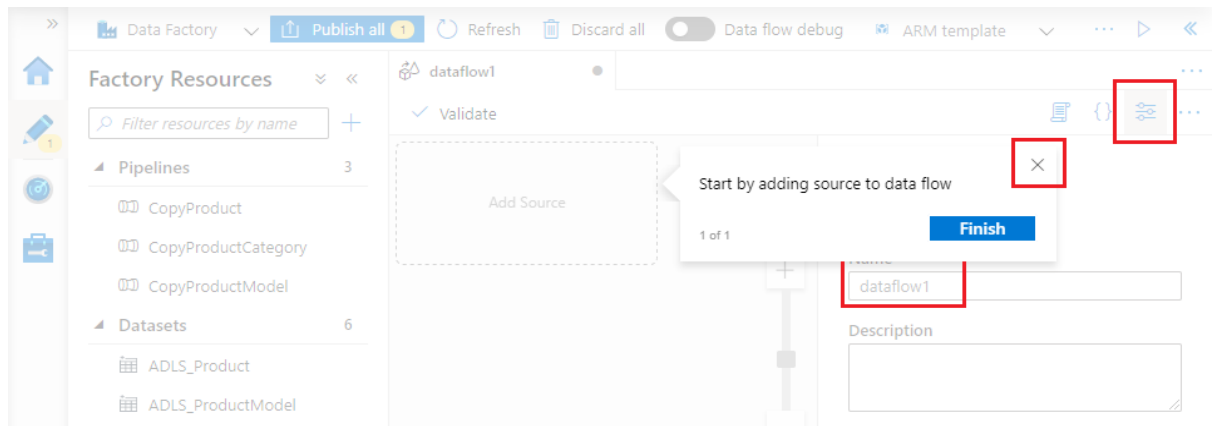 Data Factory
Publish all 1
Refresh
Discard all
Data flow debug
ARM template
Factory Resources
Filter resources by name
Pipelines 3
CopyProduct
CopyProductCategory
CopyProductModel
Datasets 6
ADLS_Product
ADLS_ProductModel
1
dataflow1
Validate
{}
Add Source
Start by adding source to data flow
1 of 1
Finish
Name
dataflow1
Description